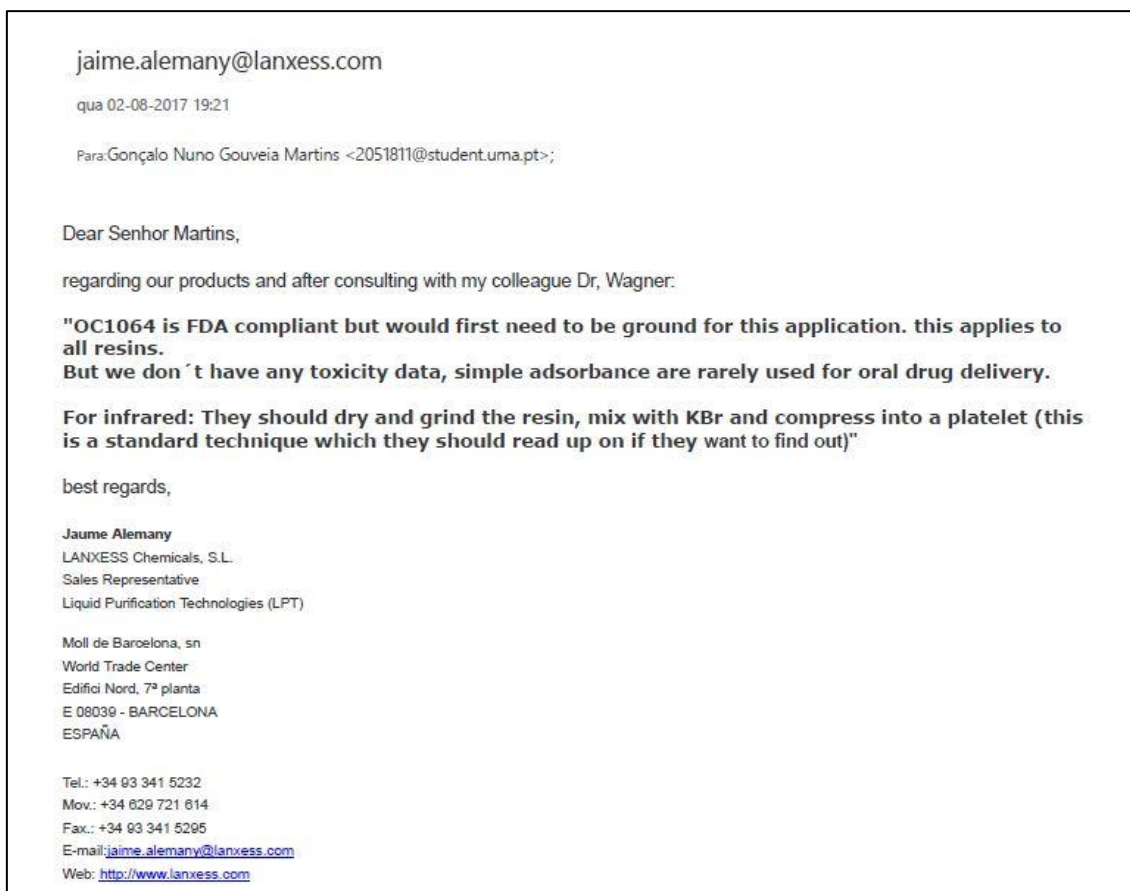 jaime.alemany@lanxess.com
qua 02-08-2017 19:21
Para:Gonçalo Nuno Gouveia Martins <2051811@student.uma.pt>;
Dear Senhor Martins,
regarding our products and after consulting with my colleague Dr, Wagner:
"OC1064 is FDA compliant but would first need to be ground for this application. this applies to
all resins.
But we don´t have any toxicity data, simple adsorbance are rarely used for oral drug delivery.
For infrared: They should dry and grind the resin, mix with KBr and compress into a platelet (this
is a standard technique which they should read up on if they want to find out)"
best regards,
Jaume Alemany
LANXESS Chemicals, S.L.
Sales Representative
Liquid Purification Technologies (LPT)
Moll de Barcelona, sn
World Trade Center
Edifici Nord, 7ª planta
E 08039 - BARCELONA
ESPAÑA
Tel.: +34 93 341 5232
Mov.: +34 629 721 614
Fax.: +34 93 341 5295
E-mail:jaime.alemany@lanxess.com
Web: http://www.lanxess.com